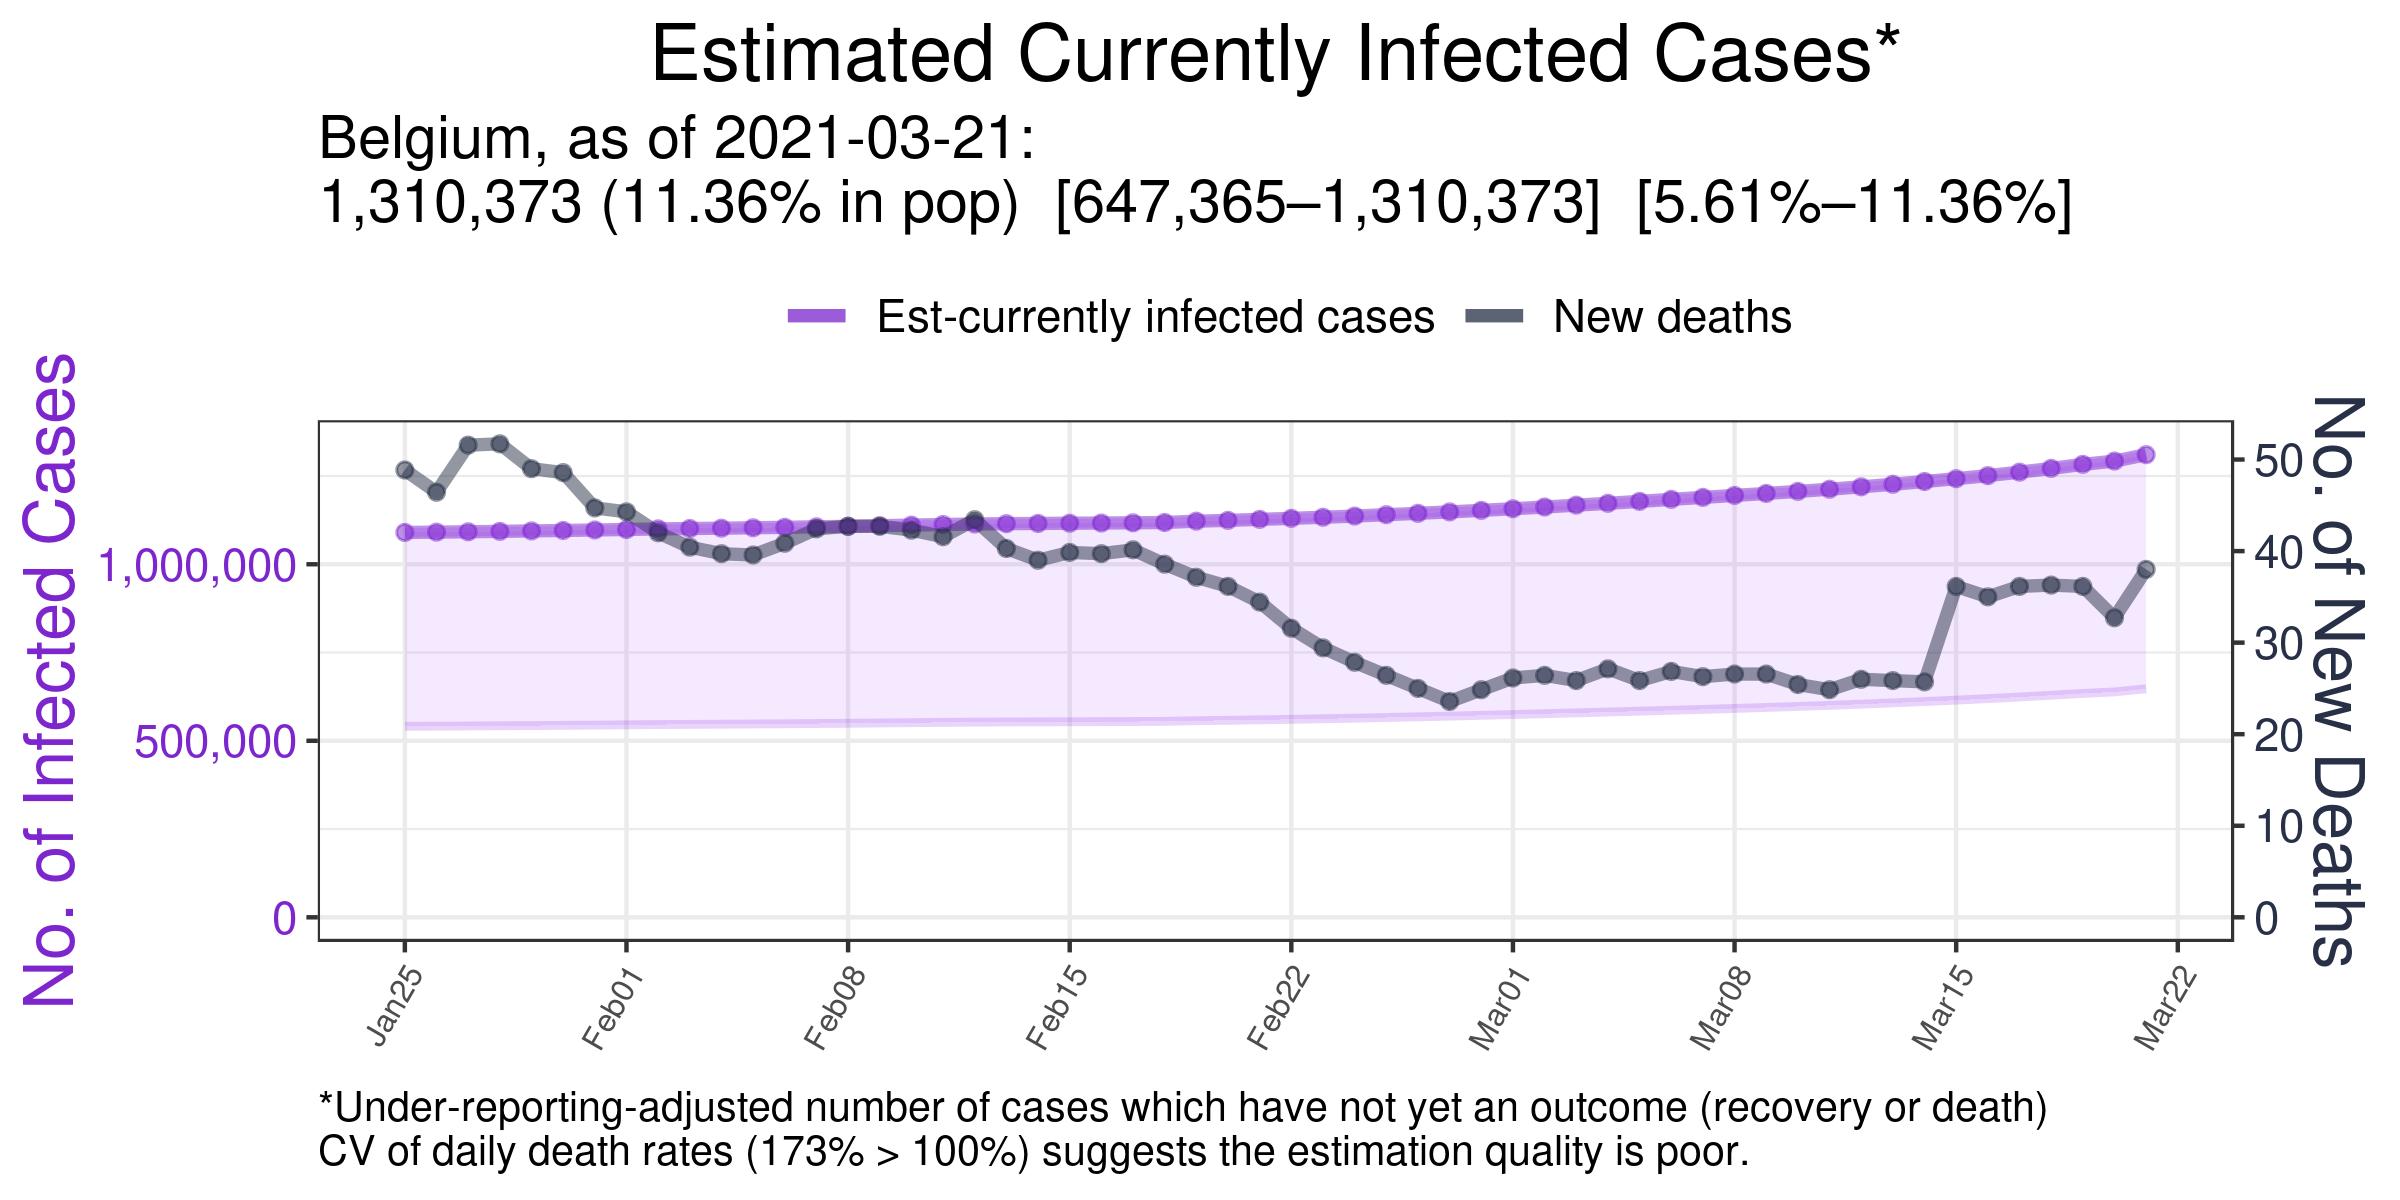 Estimated Currently Infected Cases*
Belgium, as of 2021-03-21:
1,310,373 (11.36% in pop)  [647,365–1,310,373]  [5.61%–11.36%]
Est-currently infected cases
New deaths
No. of Infected Cases
1,000,000
500,000
0
No. of New Deaths
50
40
30
20
10
0
Jan25
Feb01
Feb08
Feb15
Feb22
Mar01
Mar08
Mar15
Mar22
*Under-reporting-adjusted number of cases which have not yet an outcome (recovery or death)
CV of daily death rates (173% > 100%) suggests the estimation quality is poor.